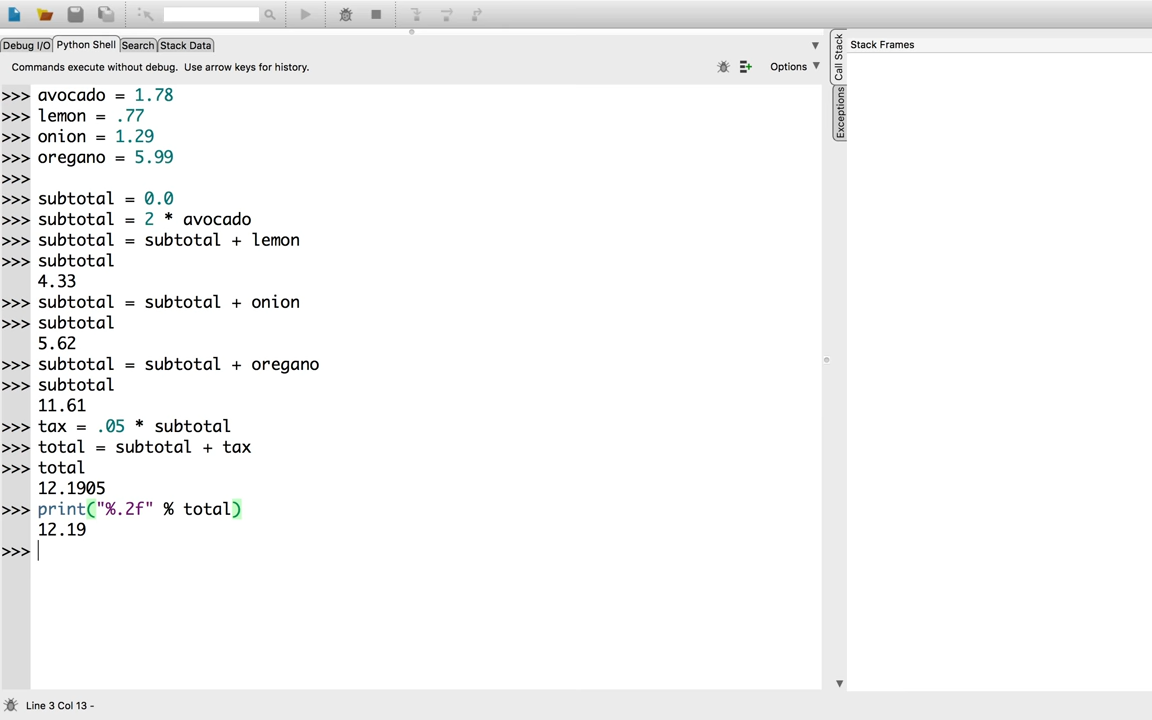 Debug I/O Python Shell Search Stack Data
Commands execute without debug. Use arrow keys for history.
Options
>>> avocado = 1.78
>>> lemon = .77
>>> onion = 1.29
>>> oregano = 5.99
>>>
>>> subtotal = 0.0
>>> subtotal = 2 * avocado
>>> subtotal = subtotal + lemon
>>> subtotal
4.33
>>> subtotal = subtotal + onion
>>> subtotal
5.62
>>> subtotal = subtotal + oregano
>>> subtotal
11.61
>>> tax = .05 * subtotal
>>> total = subtotal + tax
>>> total
12.1905
>>> print("%.2f" % total)
12.19
>>>
Call Stack
Exceptions
Stack Frames
Line 3 Col 13 -